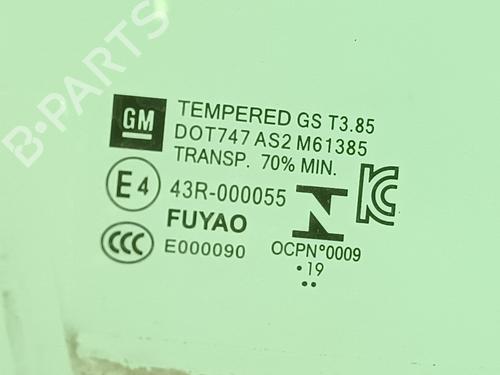 B-PARTS
GM
TEMPERED GS T3.85
DOT747 AS2 M61385
TRANSP. 70% MIN.
E4 43R-000055
FUYAO
CCC E000090
N
OCPN°0009
•19
••
KC